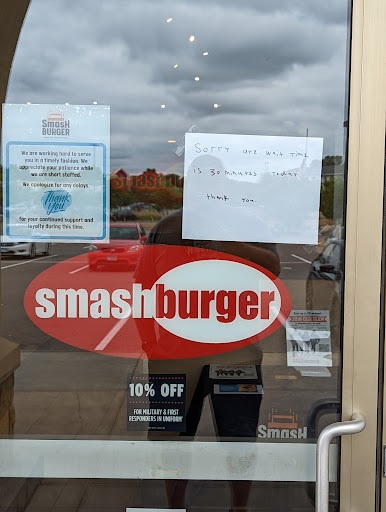 SMASH
BURGER
We are working hard to serve
you in a timely fashion. We
appreciate your patience while
we are short staffed.
We apologize for any delays
Thank
You
for your continued support and
loyalty during this time.
Sorry are wait time
is 30 minutes today
thank you.
smashburger
10% OFF
FOR MILITARY & FIRST
RESPONDERS IN UNIFORM*
SMASH